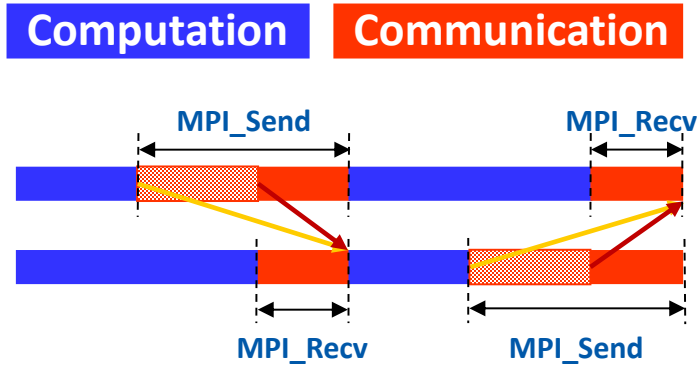 Computation
Communication
MPI_Send
MPI_Recv
MPI_Recv
MPI_Send